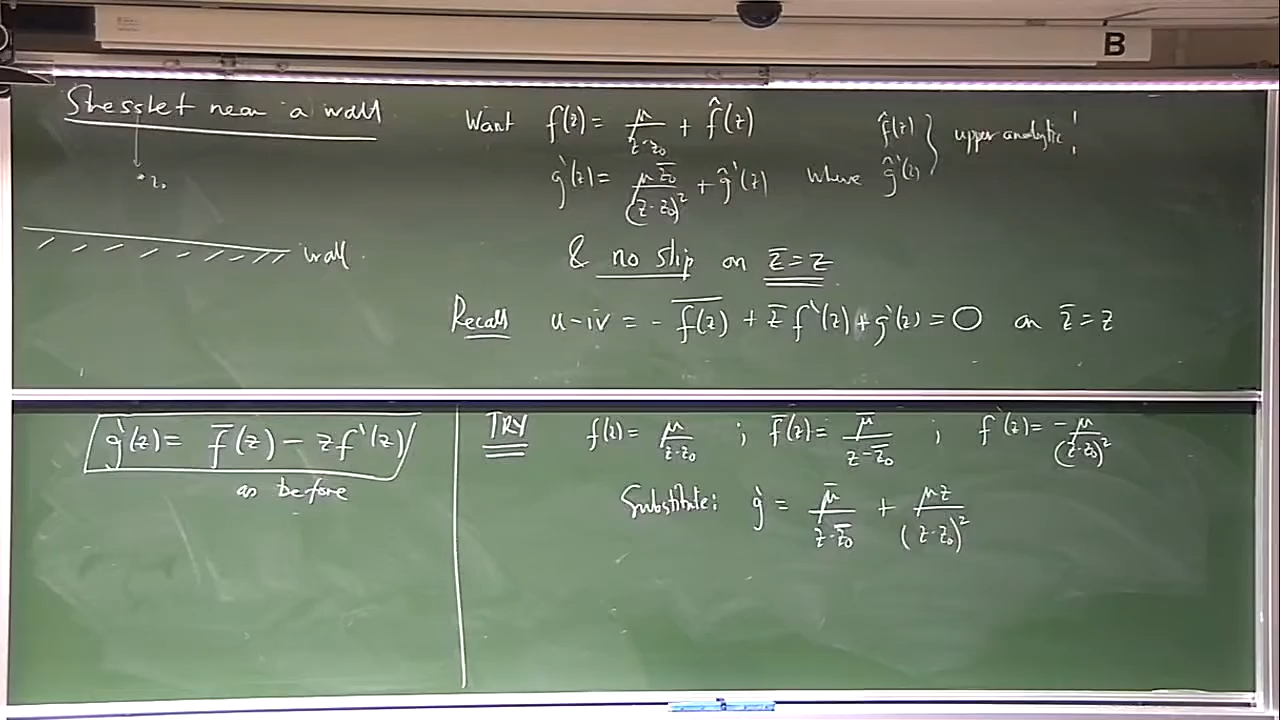 Stresslet near a wall
z₀
wall
Want f(z) = μ/(z-z₀) + f̂(z)
g'(z) = μz̄₀/(z-z₀)² + ĝ'(z) where f̂(z) ĝ'(z) } upper analytic!
& no slip on z̄ = z
Recall u-iv = - \overline{f(z)} + z̄ f'(z) + g'(z) = 0 on z̄ = z
g'(z) = f̄(z) - z f'(z)
as before
TRY f(z) = μ/(z-z₀) ; f̄(z) = μ̄/(z-z̄₀) ; f'(z) = -μ/(z-z₀)²
Substitute: g' = μ̄/(z-z̄₀) + μz/(z-z₀)²
B